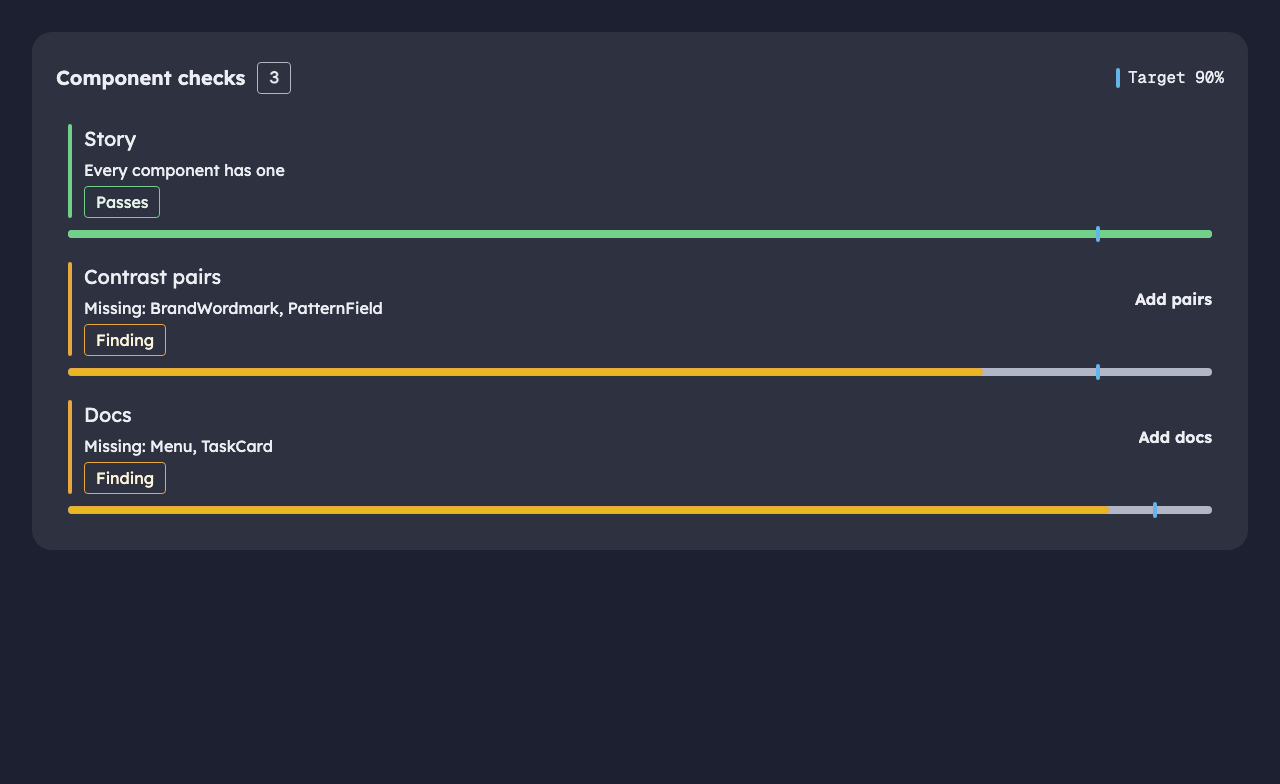 Component checks 3
Target 90%
Story
Every component has one
Passes
Contrast pairs
Missing: BrandWordmark, PatternField
Add pairs
Finding
Docs
Missing: Menu, TaskCard
Add docs
Finding